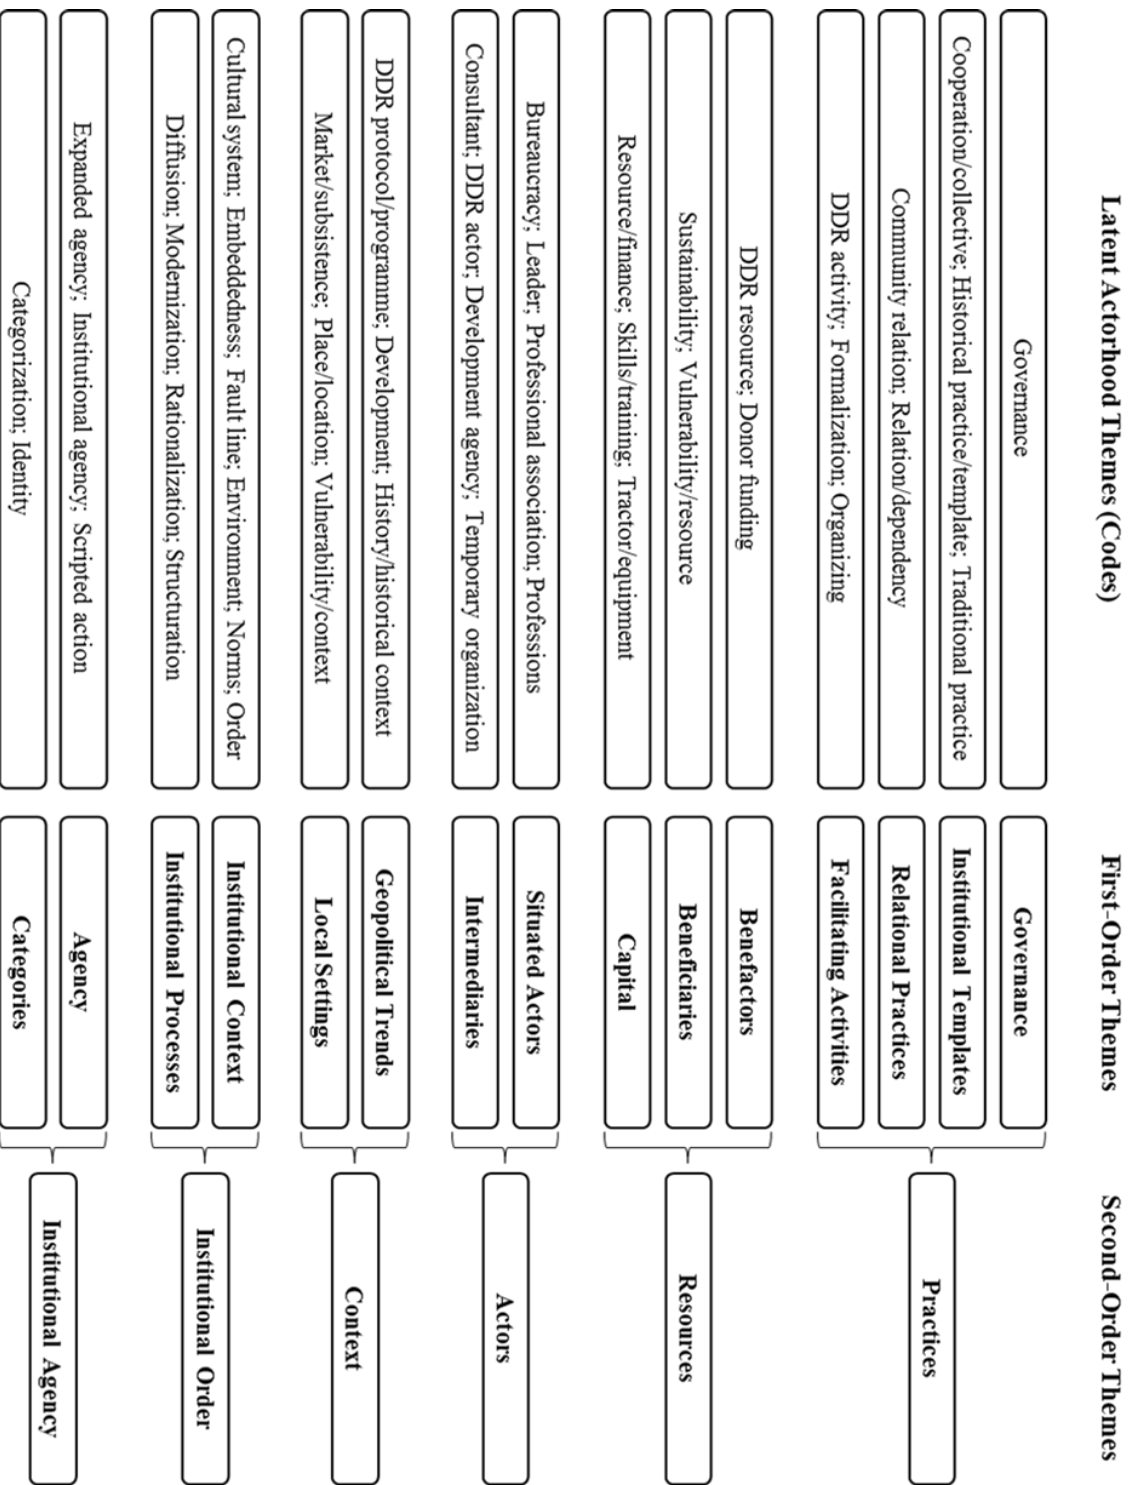 Latent Actorhood Themes (Codes)
First-Order Themes
Second-Order Themes
Governance
Governance
Cooperation/collective; Historical practice/template; Traditional practice
Institutional Templates
Community relation; Relation/dependency
Relational Practices
DDR activity; Formalization; Organizing
Facilitating Activities
Practices
DDR resource; Donor funding
Benefactors
Sustainability; Vulnerability/resource
Beneficiaries
Resource/finance; Skills/training; Tractor/equipment
Capital
Resources
Bureaucracy; Leader; Professional association; Professions
Situated Actors
Consultant; DDR actor; Development agency; Temporary organization
Intermediaries
Actors
DDR protocol/programme; Development; History/historical context
Geopolitical Trends
Market/subsistence; Place/location; Vulnerability/context
Local Settings
Context
Cultural system; Embeddedness; Fault line; Environment; Norms; Order
Institutional Context
Diffusion; Modernization; Rationalization; Structuration
Institutional Processes
Institutional Order
Expanded agency; Institutional agency; Scripted action
Agency
Categorization; Identity
Categories
Institutional Agency